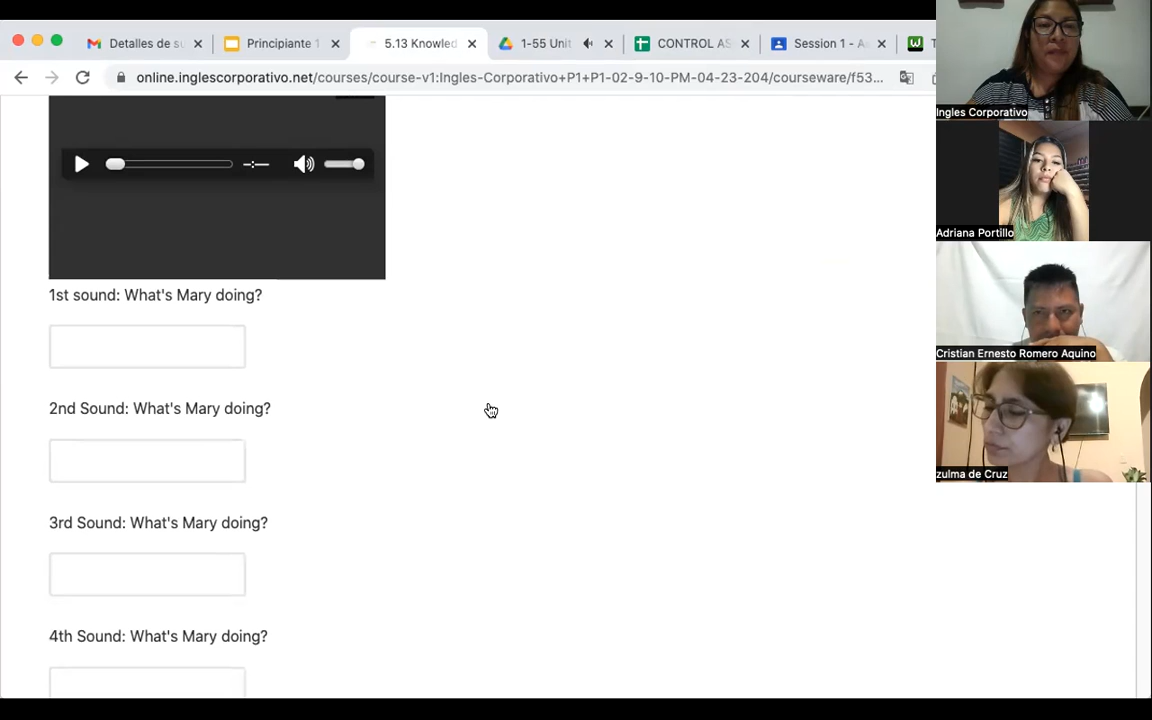 Detalles de su
Principiante 1
5.13 Knowled
1-55 Unit
CONTROL AS
Session 1 - A
online.inglescorporativo.net/courses/course-v1:Ingles-Corporativo+P1+P1-02-9-10-PM-04-23-204/courseware/f53...
Ingles Corporativo
Adriana Portillo
Cristian Ernesto Romero Aquino
zulma de Cruz
-:--
1st sound: What's Mary doing?
2nd Sound: What's Mary doing?
3rd Sound: What's Mary doing?
4th Sound: What's Mary doing?